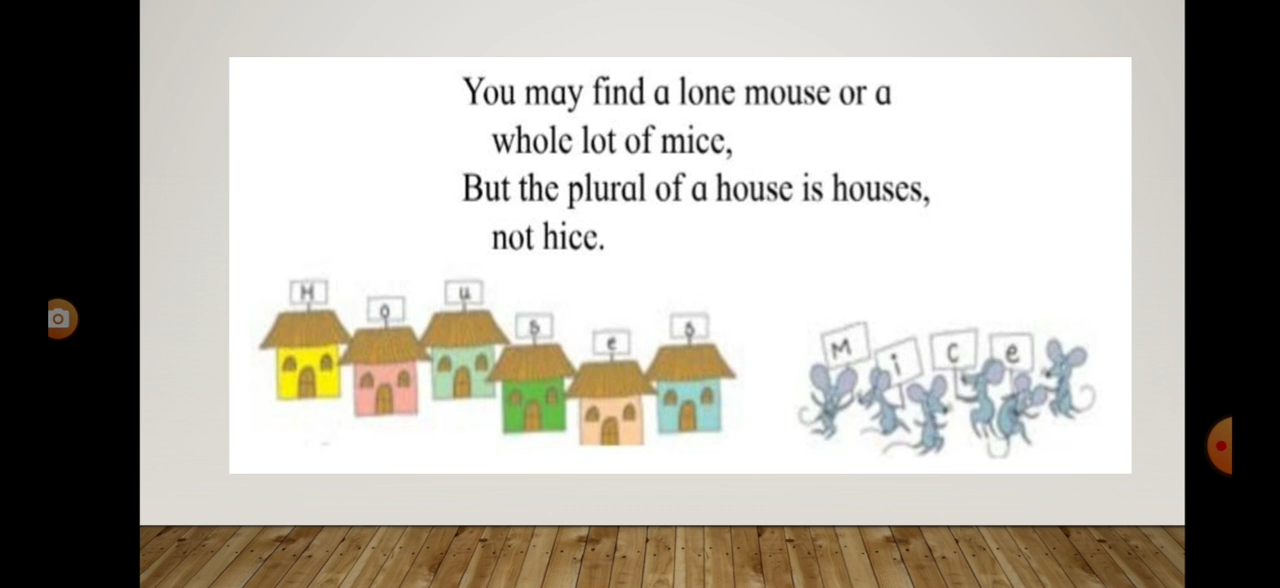 You may find a lone mouse or a
whole lot of mice,
But the plural of a house is houses,
not hice.
H o u s e s
M i c e